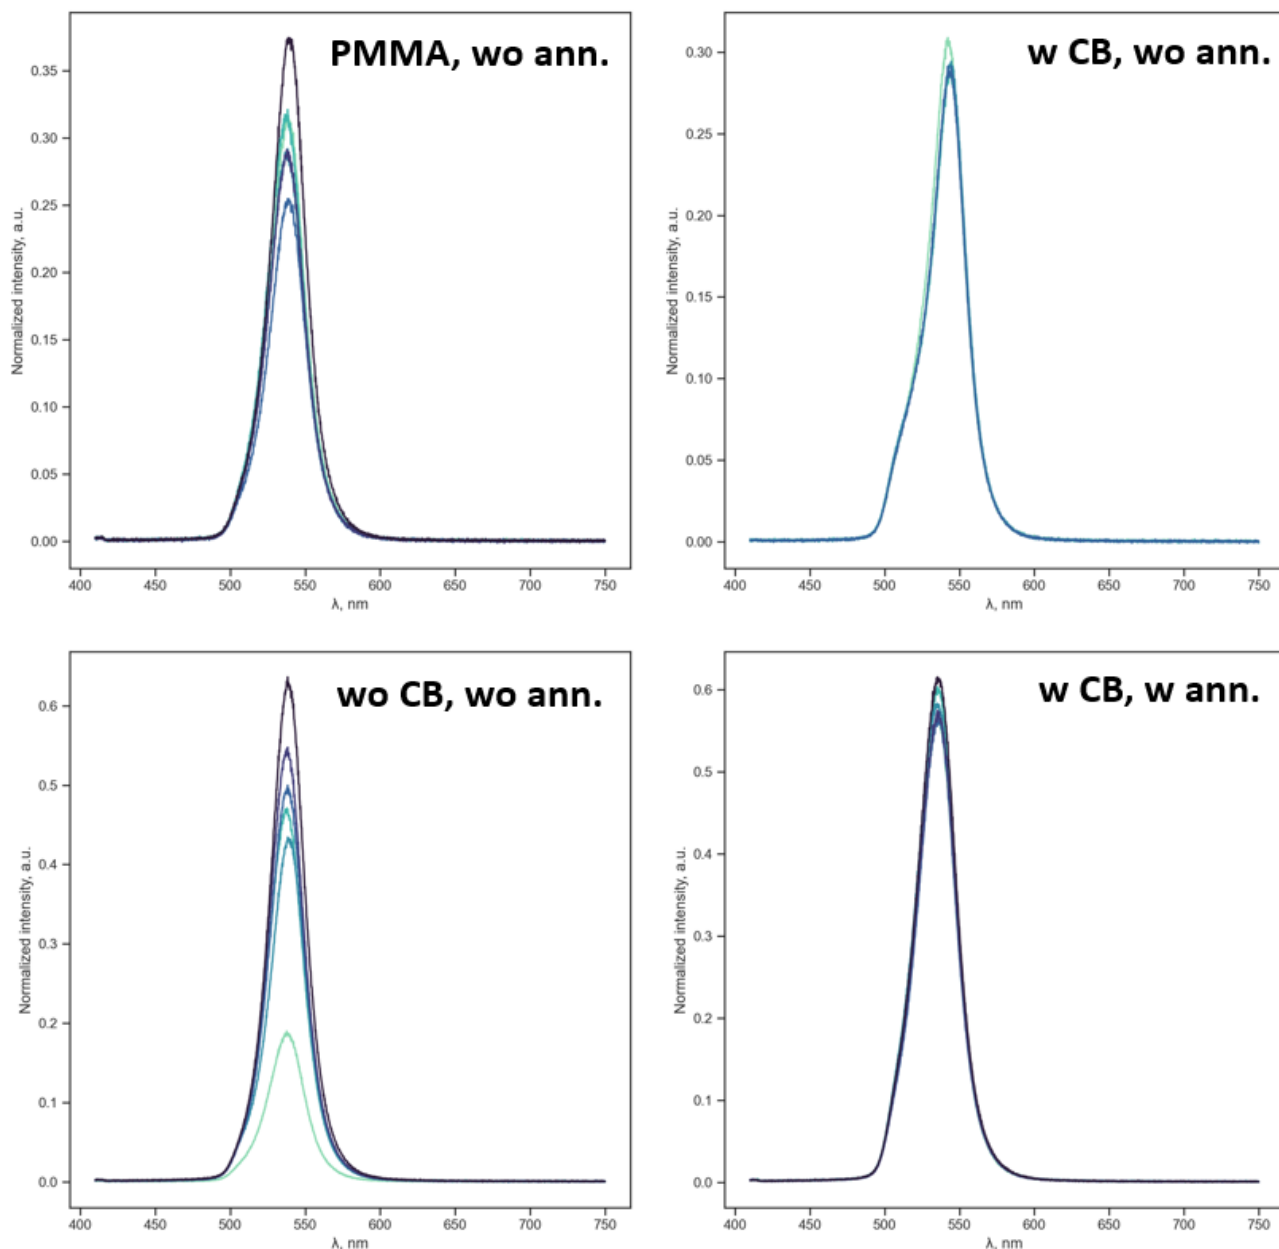 PMMA, wo ann.
Normalized intensity, a.u.
0.35
0.30
0.25
0.20
0.15
0.10
0.05
0.00
400 450 500 550 600 650 700 750
λ, nm
w CB, wo ann.
Normalized intensity, a.u.
0.30
0.25
0.20
0.15
0.10
0.05
0.00
400 450 500 550 600 650 700 750
λ, nm
wo CB, wo ann.
Normalized intensity, a.u.
0.6
0.5
0.4
0.3
0.2
0.1
0.0
400 450 500 550 600 650 700 750
λ, nm
w CB, w ann.
Normalized intensity, a.u.
0.6
0.5
0.4
0.3
0.2
0.1
0.0
400 450 500 550 600 650 700 750
λ, nm